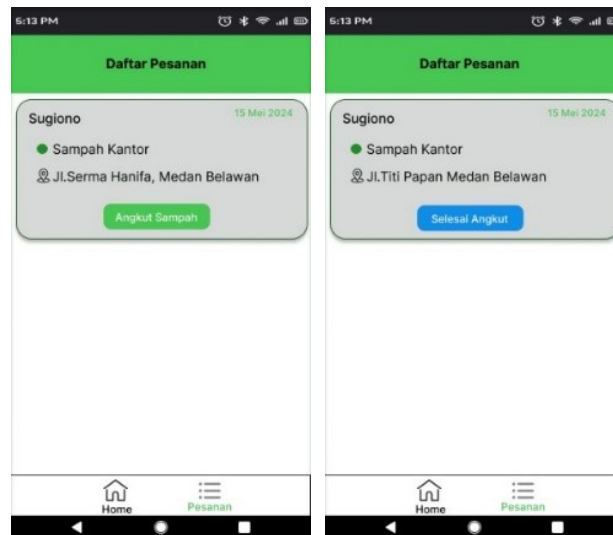 5:13 PM
Daftar Pesanan
Sugiono
15 Mei 2024
Sampah Kantor
Jl.Serma Hanifa, Medan Belawan
Angkut Sampah
Home
Pesanan
5:13 PM
Daftar Pesanan
Sugiono
15 Mei 2024
Sampah Kantor
Jl.Titi Papan Medan Belawan
Selesai Angkut
Home
Pesanan